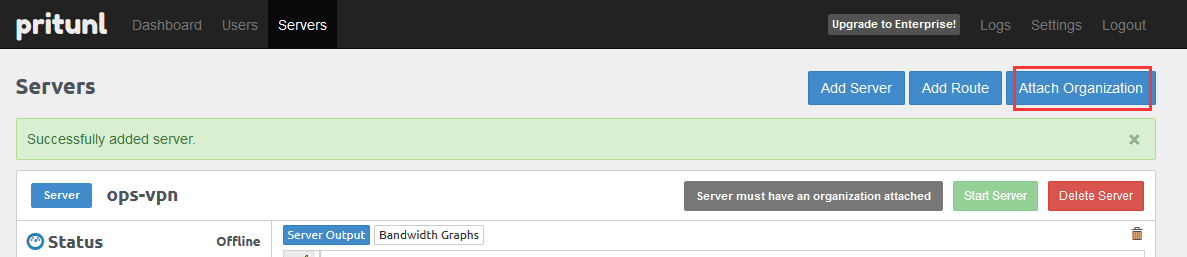 pritunl Dashboard Users Servers Upgrade to Enterprise! Logs Settings Logout
Servers Add Server Add Route Attach Organization
Successfully added server. ×
Server ops-vpn Server must have an organization attached Start Server Delete Server
Status Offline Server Output Bandwidth Graphs